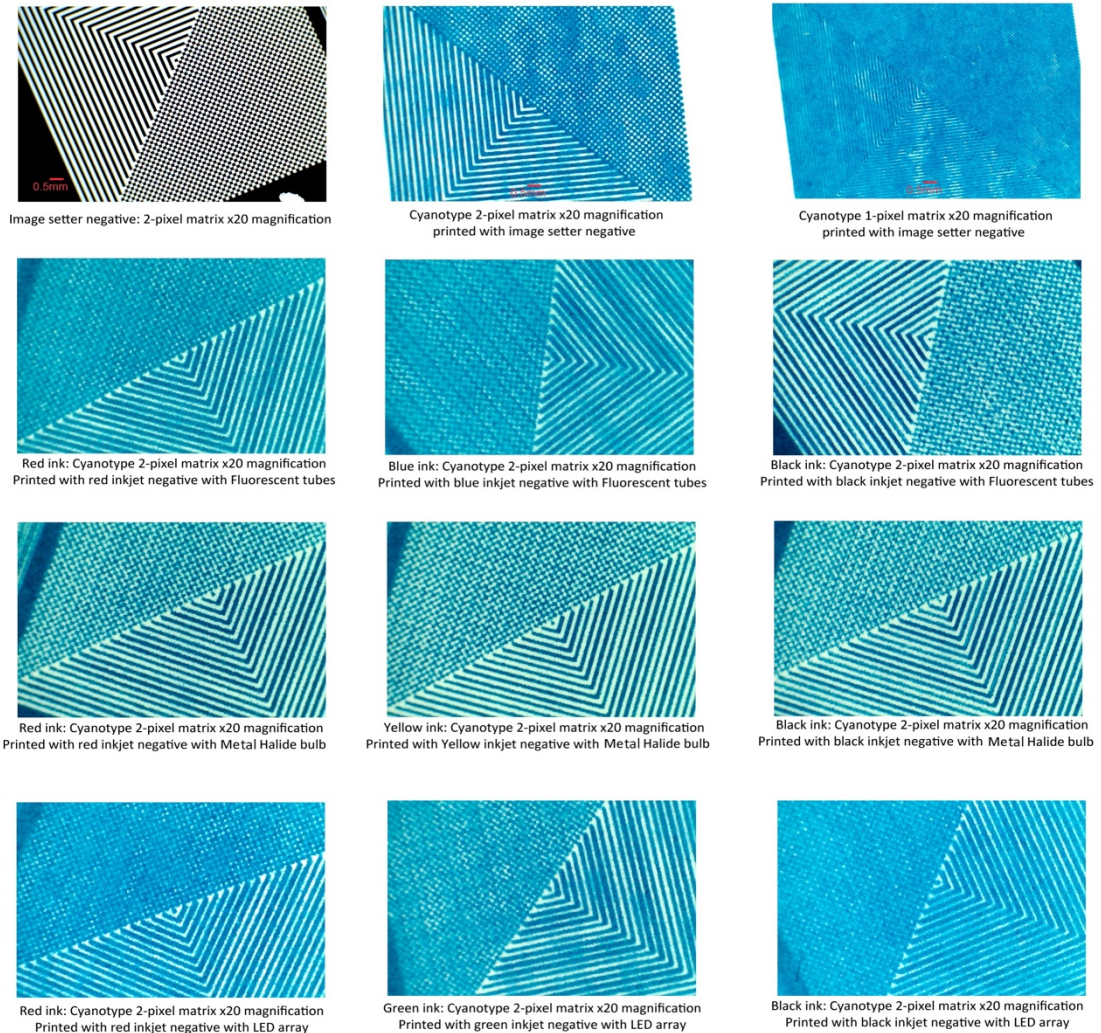 0.5mm
Image setter negative: 2-pixel matrix x20 magnification
0.5mm
Cyanotype 2-pixel matrix x20 magnification
printed with image setter negative
Cyanotype 1-pixel matrix x20 magnification
printed with image setter negative
Red ink: Cyanotype 2-pixel matrix x20 magnification
Printed with red inkjet negative with Fluorescent tubes
Blue ink: Cyanotype 2-pixel matrix x20 magnification
Printed with blue inkjet negative with Fluorescent tubes
Black ink: Cyanotype 2-pixel matrix x20 magnification
Printed with black inkjet negative with Fluorescent tubes
Red ink: Cyanotype 2-pixel matrix x20 magnification
Printed with red inkjet negative with Metal Halide bulb
Yellow ink: Cyanotype 2-pixel matrix x20 magnification
Printed with Yellow inkjet negative with Metal Halide bulb
Black ink: Cyanotype 2-pixel matrix x20 magnification
Printed with black inkjet negative with Metal Halide bulb
Red ink: Cyanotype 2-pixel matrix x20 magnification
Printed with red inkjet negative with LED array
Green ink: Cyanotype 2-pixel matrix x20 magnification
Printed with green inkjet negative with LED array
Black ink: Cyanotype 2-pixel matrix x20 magnification
Printed with black inkjet negative with LED array